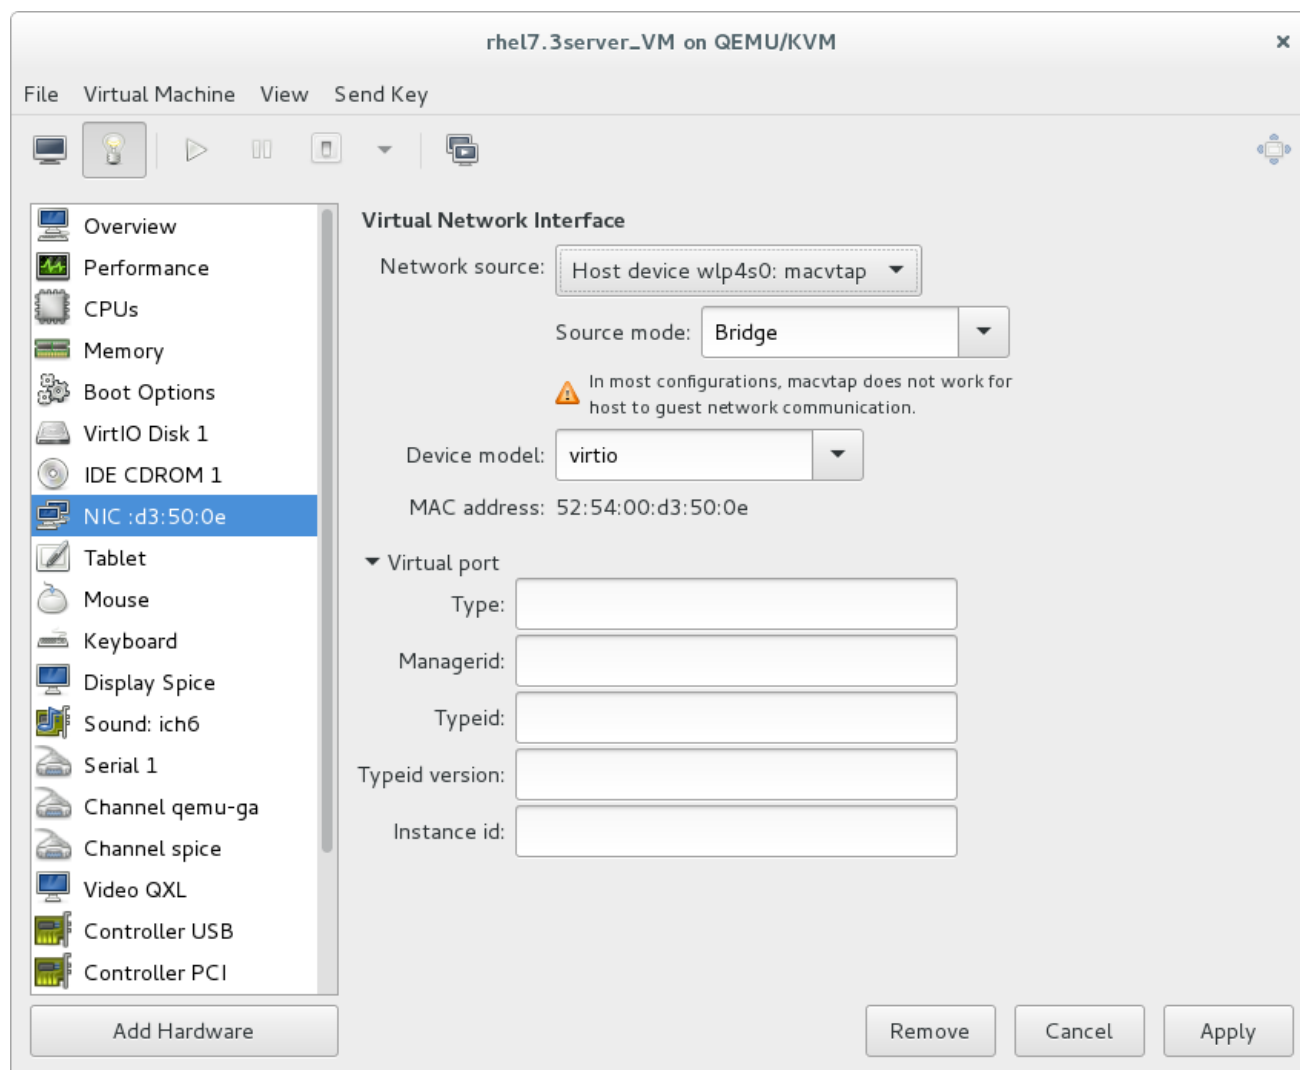 rhel7.3server_VM on QEMU/KVM
File Virtual Machine View Send Key
Overview
Performance
CPUs
Memory
Boot Options
VirtIO Disk 1
IDE CDROM 1
NIC :d3:50:0e
Tablet
Mouse
Keyboard
Display Spice
Sound: ich6
Serial 1
Channel qemu-ga
Channel spice
Video QXL
Controller USB
Controller PCI
Add Hardware
Virtual Network Interface
Network source: Host device wlp4s0: macvtap
Source mode: Bridge
In most configurations, macvtap does not work for
host to guest network communication.
Device model: virtio
MAC address: 52:54:00:d3:50:0e
Virtual port
Type:
Managerid:
Typeid:
Typeid version:
Instance id:
Remove Cancel Apply